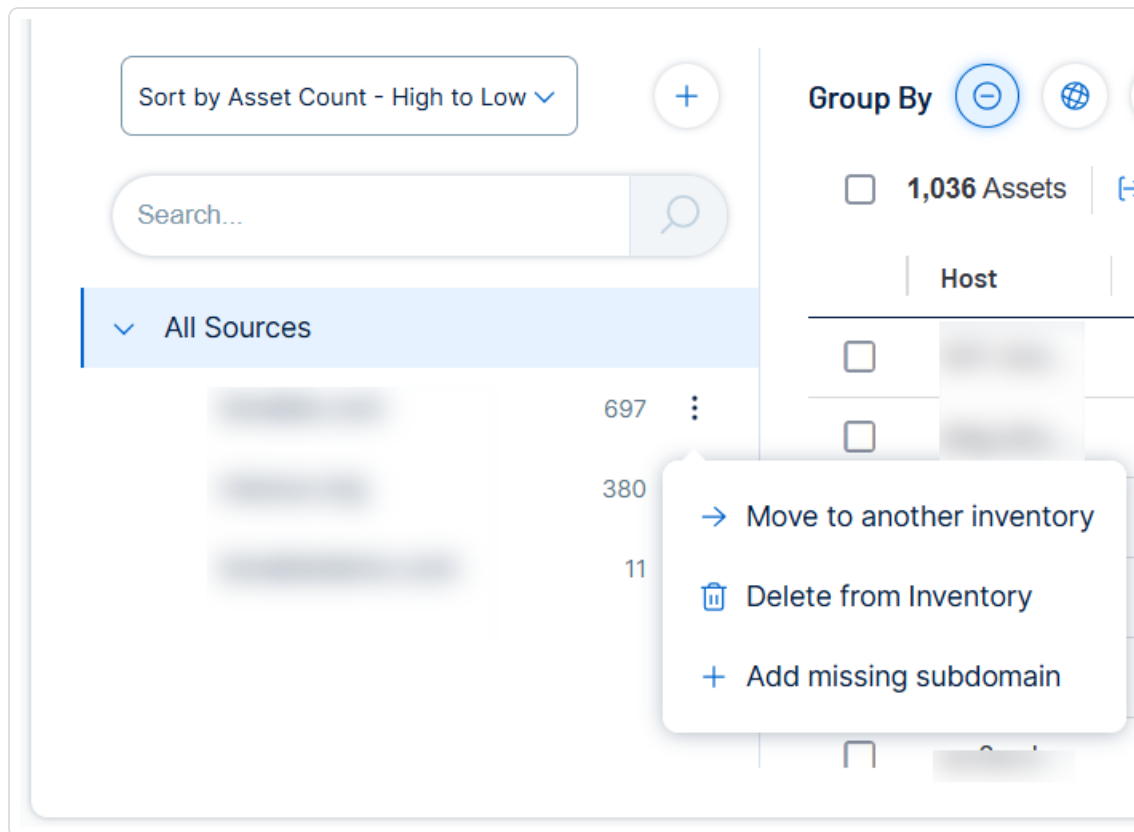 Sort by Asset Count - High to Low
Group By
Search...
1,036 Assets
Host
All Sources
697
380
11
Move to another inventory
Delete from Inventory
Add missing subdomain